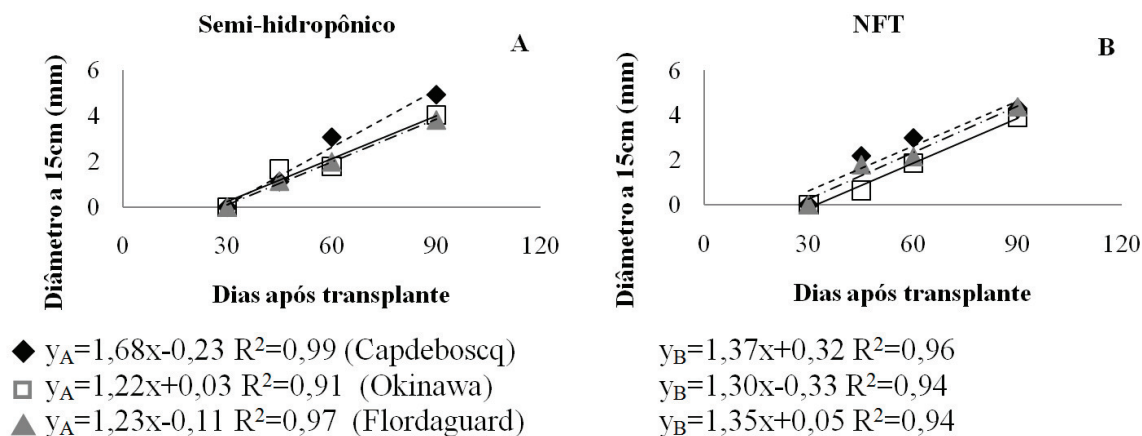 Semi-hidropônico
A
Diâmetro a 15cm (mm)
6
4
2
0
0 30 60 90 120
Dias após transplante
NFT
B
Diâmetro a 15cm (mm)
6
4
2
0
0 30 60 90 120
Dias após transplante
yA=1,68x-0,23 R²=0,99 (Capdeboscq)
yA=1,22x+0,03 R²=0,91 (Okinawa)
yA=1,23x-0,11 R²=0,97 (Flordaguard)
yB=1,37x+0,32 R²=0,96
yB=1,30x-0,33 R²=0,94
yB=1,35x+0,05 R²=0,94